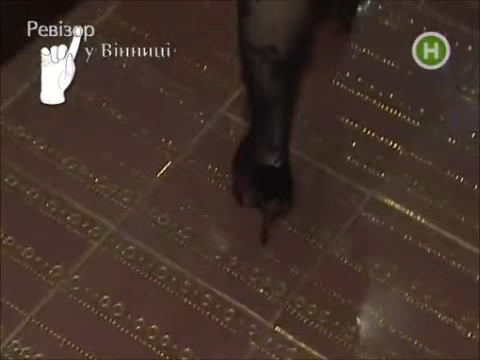 Ревізор
у Вінниці
Н